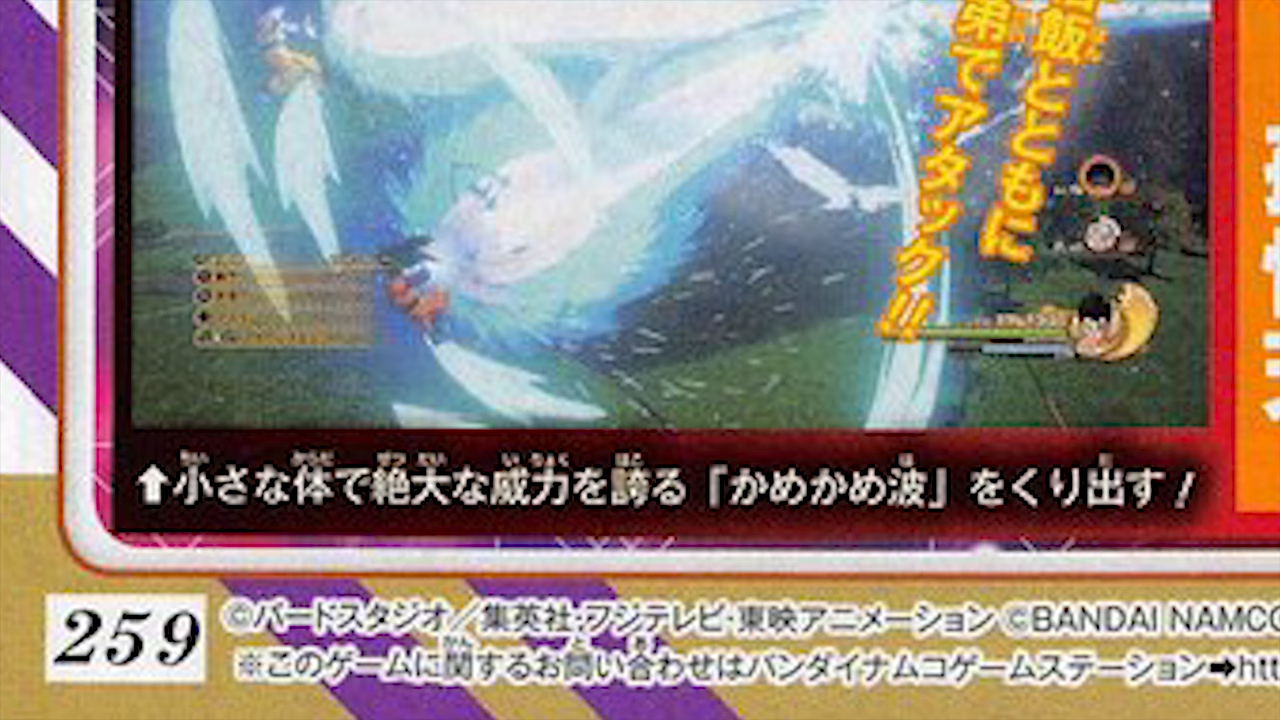 飯とともに
弟でアタック!!
↑小さな体で絶大な威力を誇る「かめかめ波」をくり出す!
259
©バードスタジオ/集英社・フジテレビ・東映アニメーション ©BANDAI NAMCO
※このゲームに関するお問い合わせはバンダイナムコゲームステーション➡htt